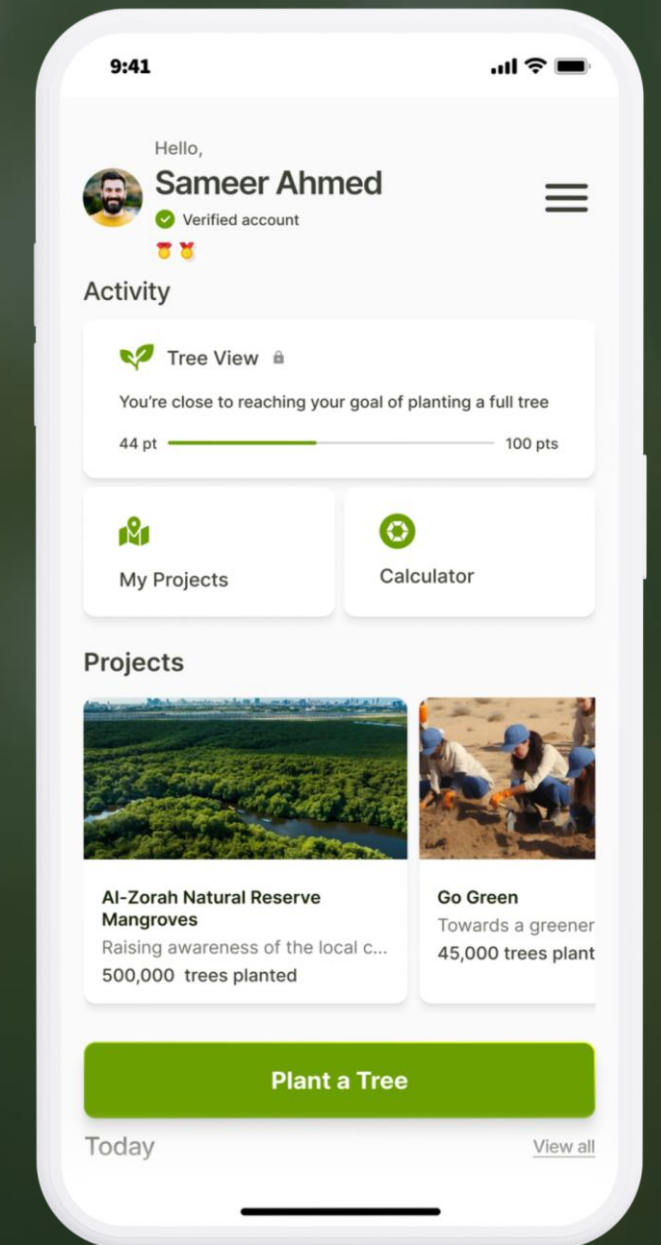 9:41
Hello,
Sameer Ahmed
Verified account
Activity
Tree View
You're close to reaching your goal of planting a full tree
44 pt
100 pts
My Projects
Calculator
Projects
Al-Zorah Natural Reserve
Mangroves
Raising awareness of the local c...
500,000 trees planted
Go Green
Towards a greener
45,000 trees plant
Plant a Tree
Today
View all